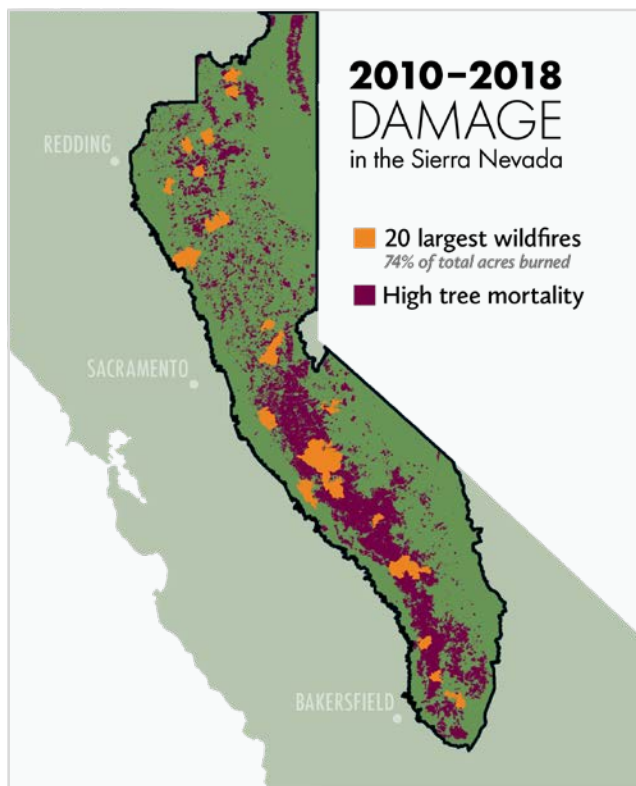 2010–2018
DAMAGE
in the Sierra Nevada
REDDING
20 largest wildfires
74% of total acres burned
High tree mortality
SACRAMENTO
BAKERSFIELD